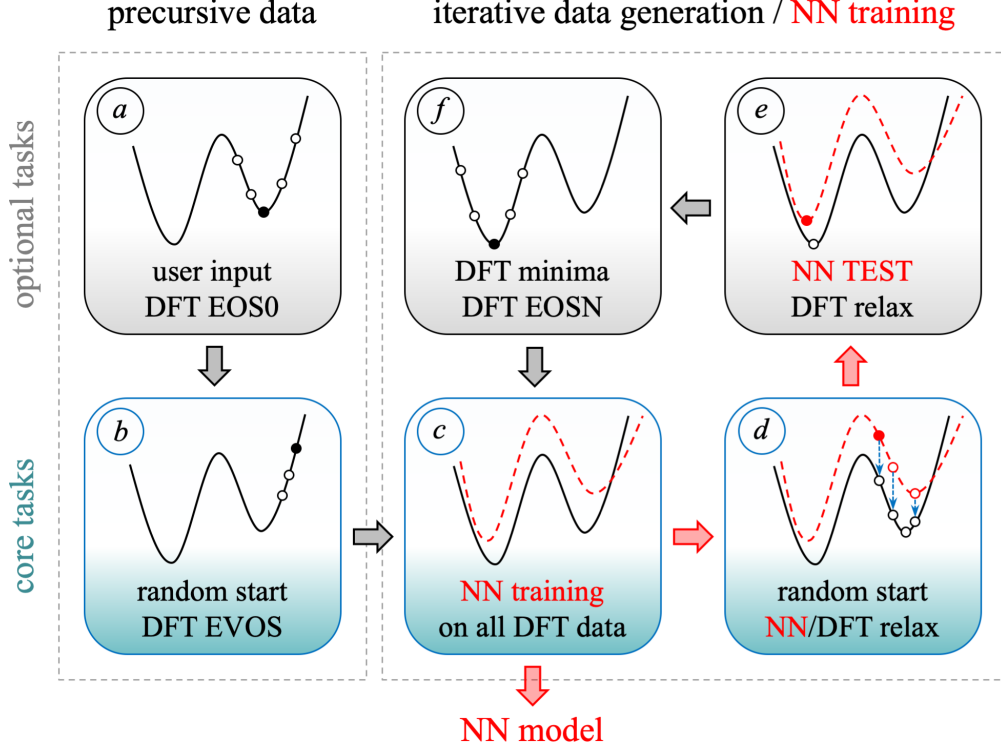 precursive data
iterative data generation / NN training
optional tasks
core tasks
a
user input
DFT EOS0
f
DFT minima
DFT EOSN
e
NN TEST
DFT relax
b
random start
DFT EVOS
c
NN training
on all DFT data
d
random start
NN/DFT relax
NN model